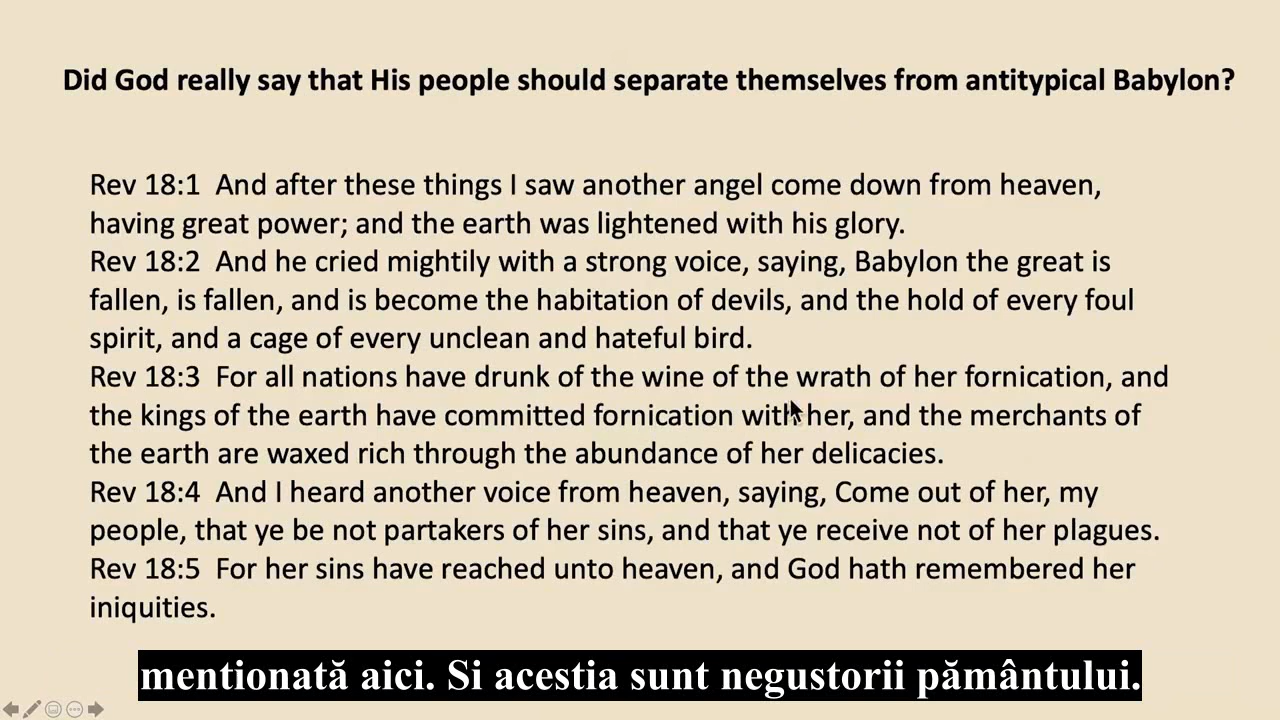 Did God really say that His people should separate themselves from antitypical Babylon?
Rev 18:1  And after these things I saw another angel come down from heaven,
having great power; and the earth was lightened with his glory.
Rev 18:2  And he cried mightily with a strong voice, saying, Babylon the great is
fallen, is fallen, and is become the habitation of devils, and the hold of every foul
spirit, and a cage of every unclean and hateful bird.
Rev 18:3  For all nations have drunk of the wine of the wrath of her fornication, and
the kings of the earth have committed fornication with her, and the merchants of
the earth are waxed rich through the abundance of her delicacies.
Rev 18:4  And I heard another voice from heaven, saying, Come out of her, my
people, that ye be not partakers of her sins, and that ye receive not of her plagues.
Rev 18:5  For her sins have reached unto heaven, and God hath remembered her
iniquities.
mentionată aici. Si acestia sunt negustorii pământului.